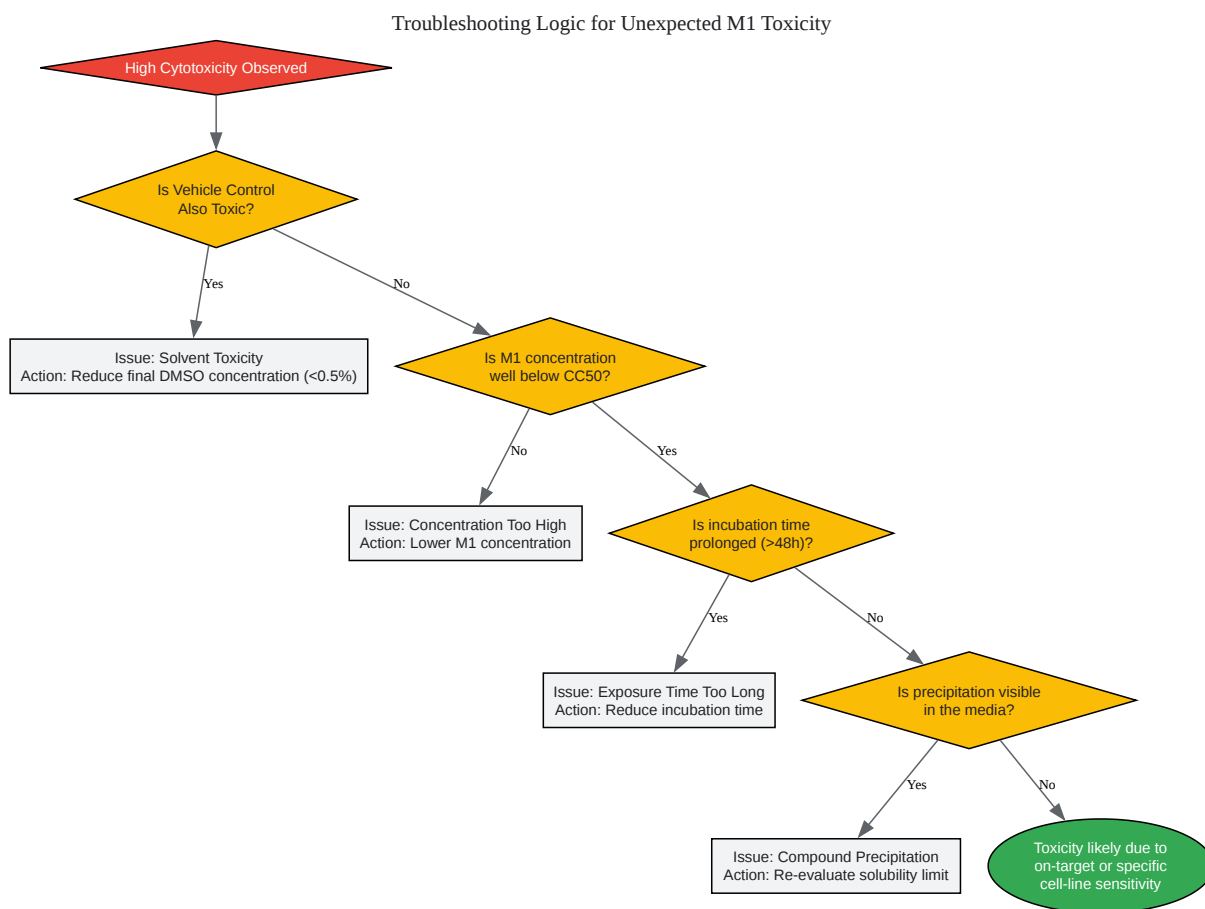 Troubleshooting Logic for Unexpected M1 Toxicity
High Cytotoxicity Observed
Is Vehicle Control
Also Toxic?
Yes
No
Issue: Solvent Toxicity
Action: Reduce final DMSO concentration (<0.5%)
Is M1 concentration
well below CC50?
No
Yes
Issue: Concentration Too High
Action: Lower M1 concentration
Is incubation time
prolonged (>48h)?
Yes
No
Issue: Exposure Time Too Long
Action: Reduce incubation time
Is precipitation visible
in the media?
Yes
No
Issue: Compound Precipitation
Action: Re-evaluate solubility limit
Toxicity likely due to
on-target or specific
cell-line sensitivity